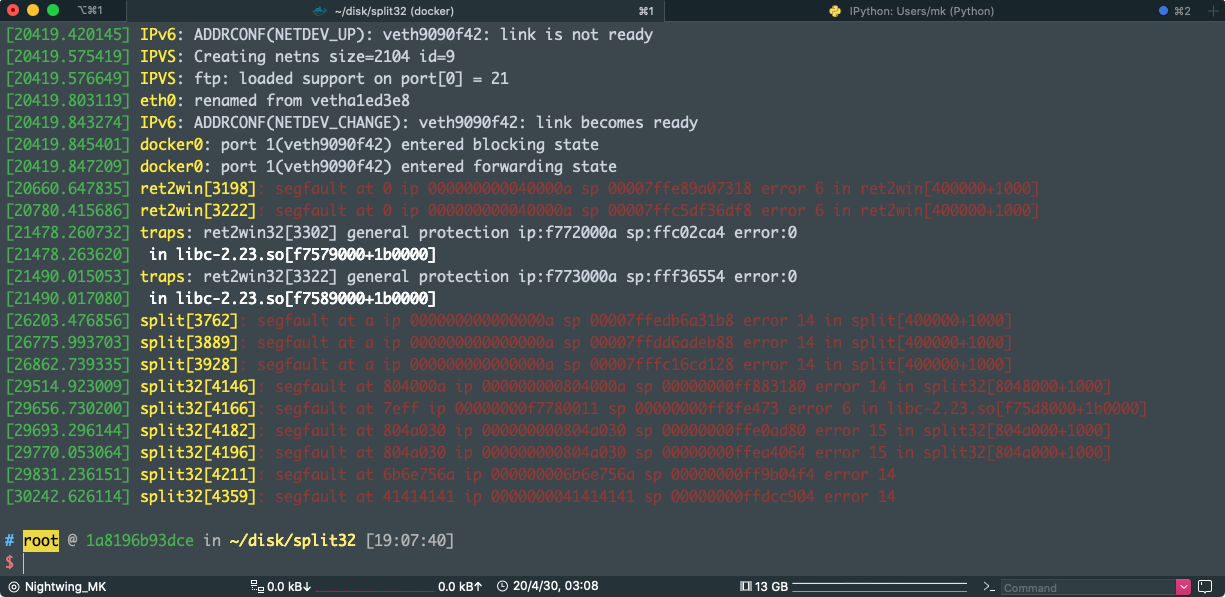 ⌥⌘1 ~/disk/split32 (docker) ⌘1 IPython: Users/mk (Python) ⌘2
[20419.420145] IPv6: ADDRCONF(NETDEV_UP): veth9090f42: link is not ready
[20419.575419] IPVS: Creating netns size=2104 id=9
[20419.576649] IPVS: ftp: loaded support on port[0] = 21
[20419.803119] eth0: renamed from vetha1ed3e8
[20419.843274] IPv6: ADDRCONF(NETDEV_CHANGE): veth9090f42: link becomes ready
[20419.845401] docker0: port 1(veth9090f42) entered blocking state
[20419.847209] docker0: port 1(veth9090f42) entered forwarding state
[20660.647835] ret2win[3198]: segfault at 0 ip 000000000040000a sp 00007ffe89a07318 error 6 in ret2win[400000+1000]
[20780.415686] ret2win[3222]: segfault at 0 ip 000000000040000a sp 00007ffc5df36df8 error 6 in ret2win[400000+1000]
[21478.260732] traps: ret2win32[3302] general protection ip:f772000a sp:ffc02ca4 error:0
[21478.263620]  in libc-2.23.so[f7579000+1b0000]
[21490.015053] traps: ret2win32[3322] general protection ip:f773000a sp:fff36554 error:0
[21490.017080]  in libc-2.23.so[f7589000+1b0000]
[26203.476856] split[3762]: segfault at a ip 000000000000000a sp 00007ffedb6a31b8 error 14 in split[400000+1000]
[26775.993703] split[3889]: segfault at a ip 000000000000000a sp 00007ffdd6adeb88 error 14 in split[400000+1000]
[26862.739335] split[3928]: segfault at a ip 000000000000000a sp 00007fffc16cd128 error 14 in split[400000+1000]
[29514.923009] split32[4146]: segfault at 804000a ip 000000000804000a sp 00000000ff883180 error 14 in split32[8048000+1000]
[29656.730200] split32[4166]: segfault at 7eff ip 00000000f7780011 sp 00000000ff8fe473 error 6 in libc-2.23.so[f75d8000+1b0000]
[29693.296144] split32[4182]: segfault at 804a030 ip 000000000804a030 sp 00000000ffe0ad80 error 15 in split32[804a000+1000]
[29770.053064] split32[4196]: segfault at 804a030 ip 000000000804a030 sp 00000000ffea4064 error 15 in split32[804a000+1000]
[29831.236151] split32[4211]: segfault at 6b6e756a ip 000000006b6e756a sp 00000000ff9b04f4 error 14
[30242.626114] split32[4359]: segfault at 41414141 ip 0000000041414141 sp 00000000ffdcc904 error 14
# root @ 1a8196b93dce in ~/disk/split32 [19:07:40]
$
Nightwing_MK 0.0 kB↓ 0.0 kB↑ 20/4/30, 03:08 13 GB Command